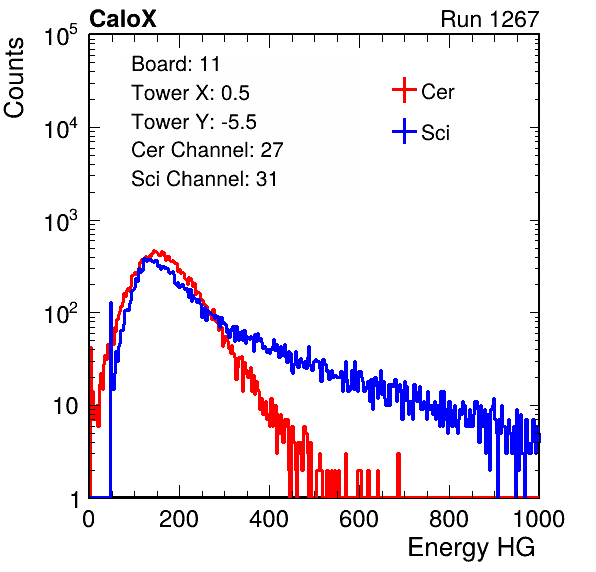 CaloX Run 1267
Counts
Board: 11
Tower X: 0.5
Tower Y: -5.5
Cer Channel: 27
Sci Channel: 31
Cer
Sci
10^5
10^4
10^3
10^2
10
1
0 200 400 600 800 1000
Energy HG